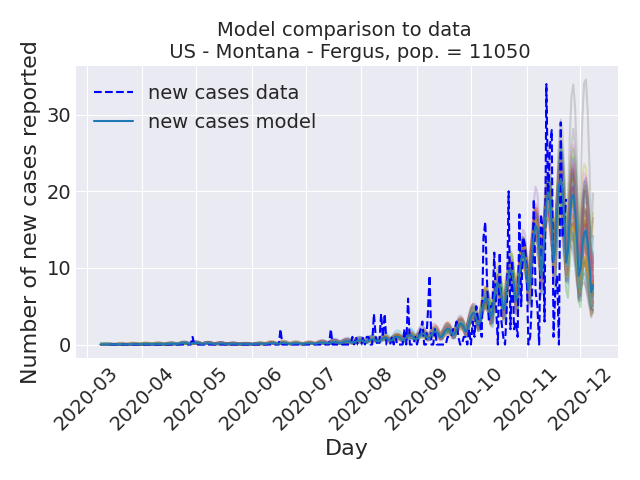 Model comparison to data
US - Montana - Fergus, pop. = 11050
Number of new cases reported
30
20
10
0
new cases data
new cases model
2020-03
2020-04
2020-05
2020-06
2020-07
2020-08
2020-09
2020-10
2020-11
2020-12
Day